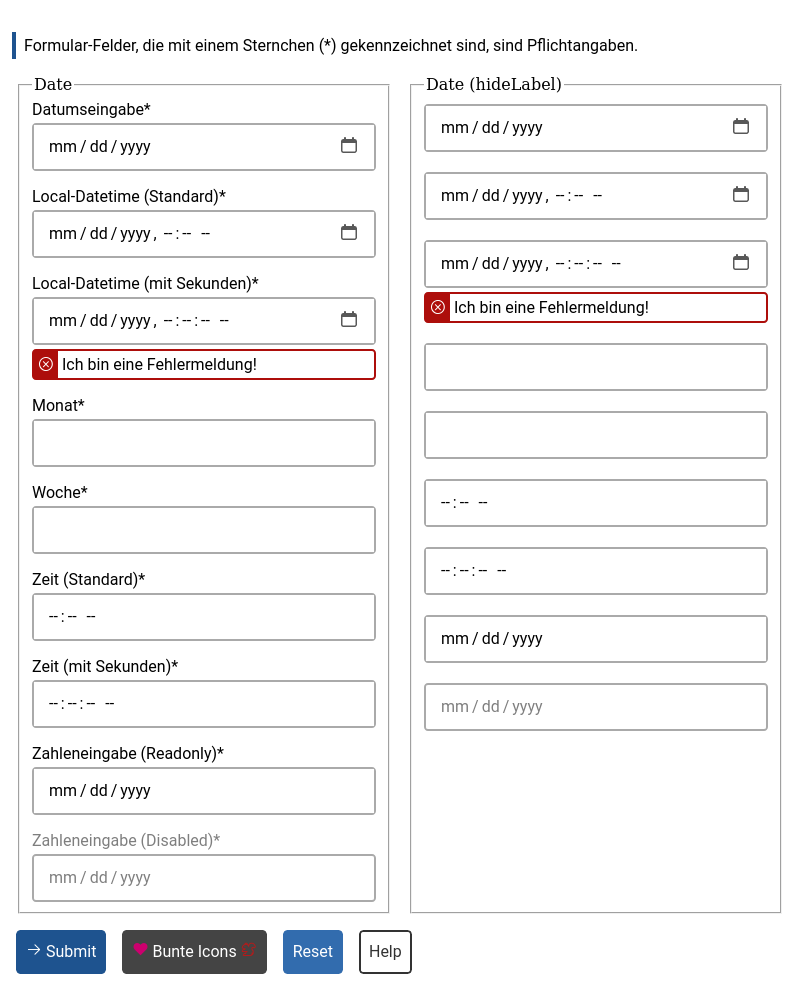 Formular-Felder, die mit einem Sternchen (*) gekennzeichnet sind, sind Pflichtangaben.
Date
Datumseingabe*
mm/dd/yyyy
Local-Datetime (Standard)*
mm/dd/yyyy, --:-- --
Local-Datetime (mit Sekunden)*
mm/dd/yyyy, --:--:-- --
Ich bin eine Fehlermeldung!
Monat*
Woche*
Zeit (Standard)*
--:-- --
Zeit (mit Sekunden)*
--:--:-- --
Zahleneingabe (Readonly)*
mm/dd/yyyy
Zahleneingabe (Disabled)*
mm/dd/yyyy
Date (hideLabel)
mm/dd/yyyy
mm/dd/yyyy, --:-- --
mm/dd/yyyy, --:--:-- --
Ich bin eine Fehlermeldung!
--:-- --
--:--:-- --
mm/dd/yyyy
mm/dd/yyyy
Submit
Bunte Icons
Reset
Help